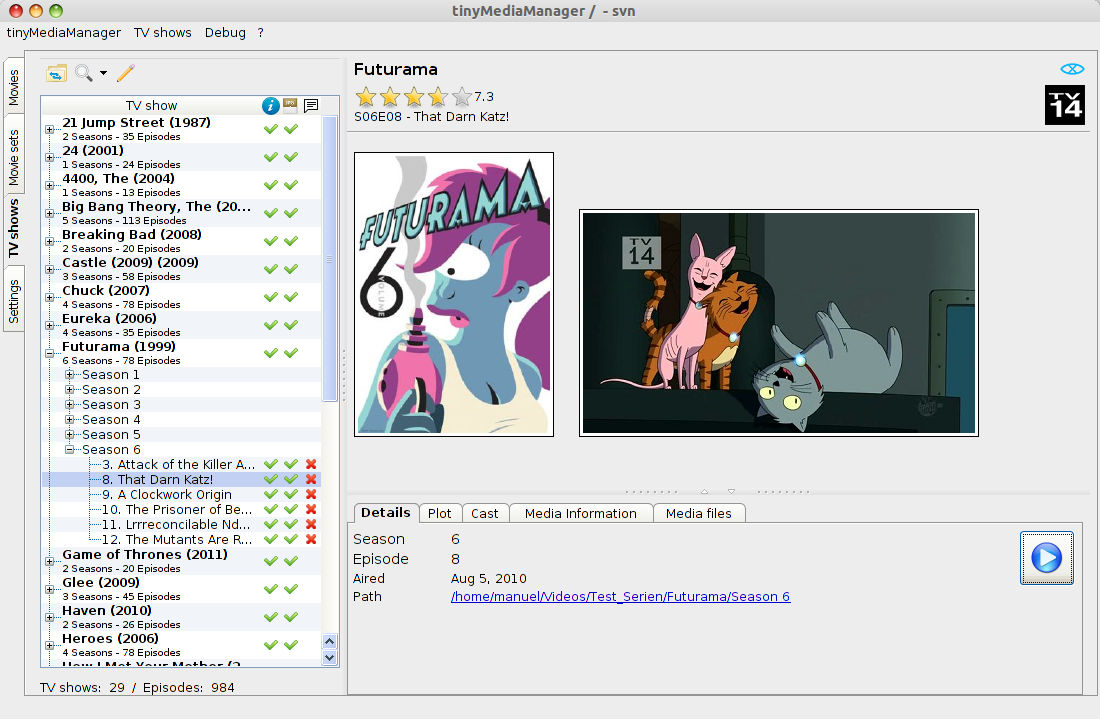 tinyMediaManager / - svn
tinyMediaManager TV shows Debug ?
Movies
Movie sets
TV shows
Settings
TV show
21 Jump Street (1987)
2 Seasons - 35 Episodes
24 (2001)
1 Seasons - 24 Episodes
4400, The (2004)
1 Seasons - 13 Episodes
Big Bang Theory, The (20...
5 Seasons - 113 Episodes
Breaking Bad (2008)
2 Seasons - 20 Episodes
Castle (2009) (2009)
3 Seasons - 58 Episodes
Chuck (2007)
4 Seasons - 78 Episodes
Eureka (2006)
4 Seasons - 35 Episodes
Futurama (1999)
6 Seasons - 78 Episodes
Season 1
Season 2
Season 3
Season 4
Season 5
Season 6
3. Attack of the Killer A...
8. That Darn Katz!
9. A Clockwork Origin
10. The Prisoner of Be...
11. Lrrreconcilable Nd...
12. The Mutants Are R...
Game of Thrones (2011)
2 Seasons - 20 Episodes
Glee (2009)
3 Seasons - 45 Episodes
Haven (2010)
2 Seasons - 26 Episodes
Heroes (2006)
4 Seasons - 78 Episodes
How I Met Your Mother (2...
TV shows: 29 / Episodes: 984
Futurama
7.3
S06E08 - That Darn Katz!
TV
14
FUTURAMA
VOLUME
6
TV
14
Details Plot Cast Media Information Media files
Season 6
Episode 8
Aired Aug 5, 2010
Path /home/manuel/Videos/Test_Serien/Futurama/Season 6